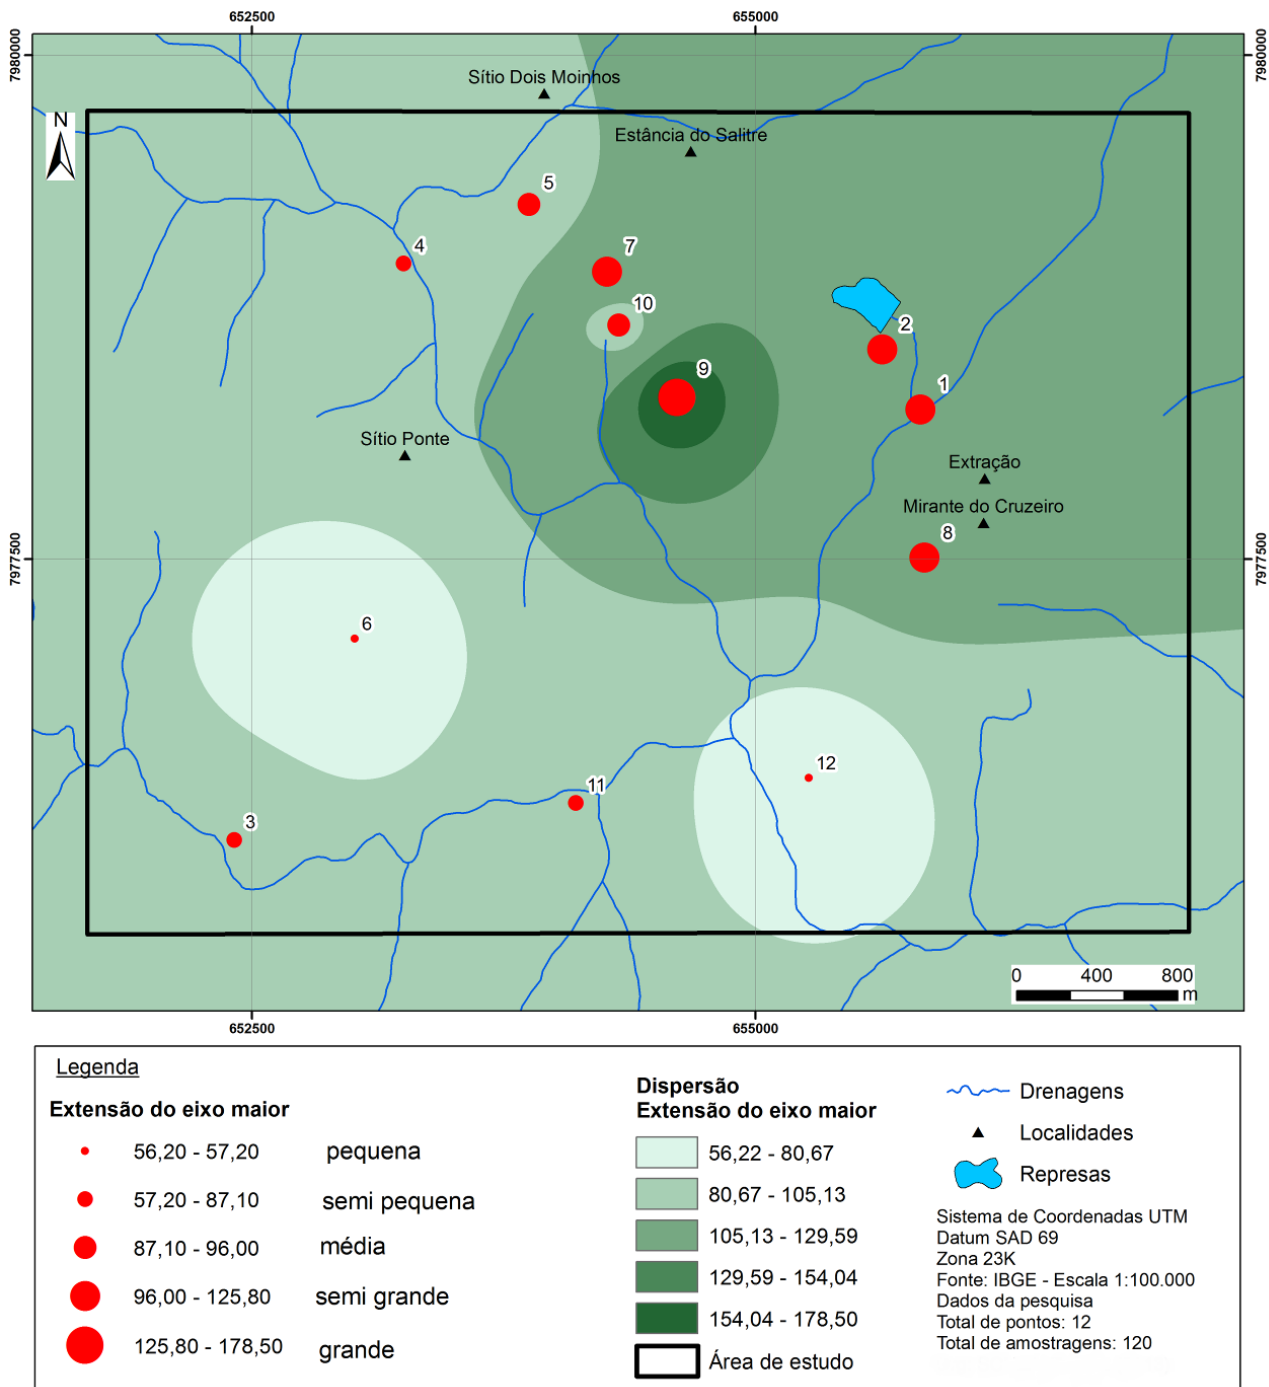 652500
655000
7980000
7980000
Sítio Dois Moinhos
N
Estância do Salitre
5
4
7
10
2
9
1
Sítio Ponte
Extração
Mirante do Cruzeiro
8
7977500
7977500
6
12
11
3
0 400 800
m
652500
655000
Legenda
Extensão do eixo maior
56,20 - 57,20 pequena
57,20 - 87,10 semi pequena
87,10 - 96,00 média
96,00 - 125,80 semi grande
125,80 - 178,50 grande
Dispersão
Extensão do eixo maior
56,22 - 80,67
80,67 - 105,13
105,13 - 129,59
129,59 - 154,04
154,04 - 178,50
Área de estudo
Drenagens
Localidades
Represas
Sistema de Coordenadas UTM
Datum SAD 69
Zona 23K
Fonte: IBGE - Escala 1:100.000
Dados da pesquisa
Total de pontos: 12
Total de amostragens: 120